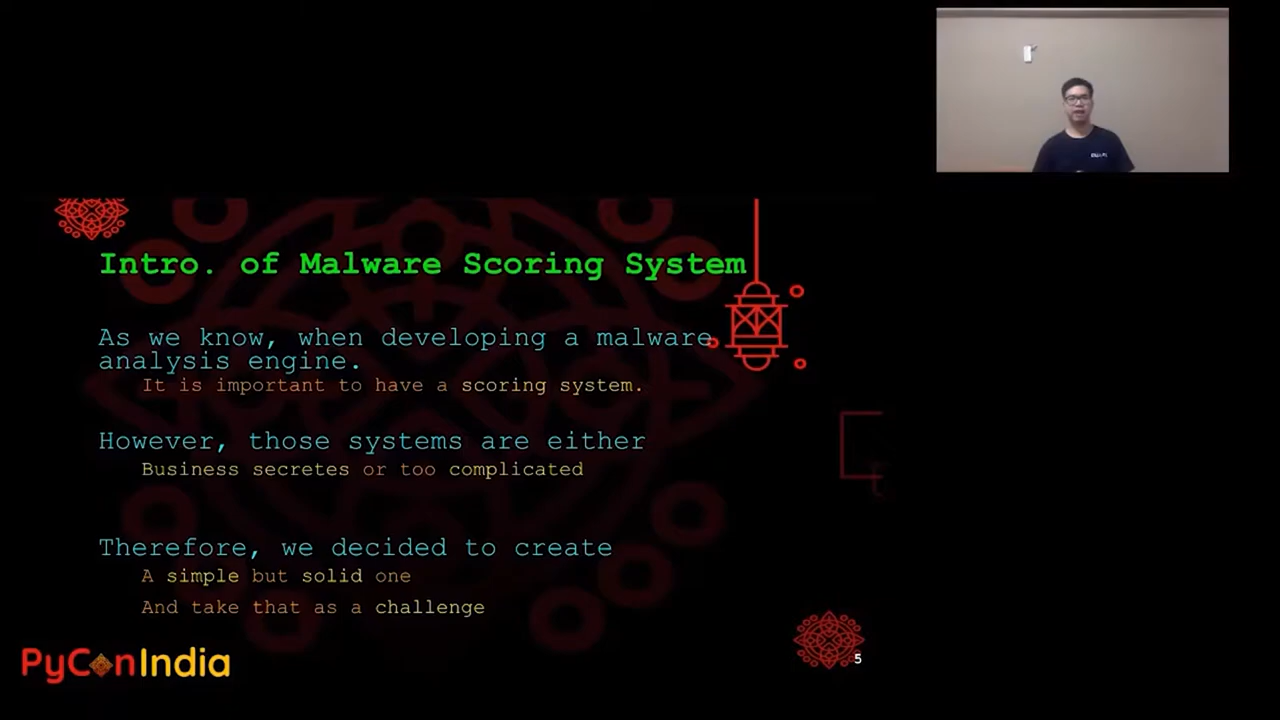 Intro. of Malware Scoring System
As we know, when developing a malware
analysis engine.
It is important to have a scoring system.
However, those systems are either
Business secretes or too complicated
Therefore, we decided to create
A simple but solid one
And take that as a challenge
PyConIndia
5